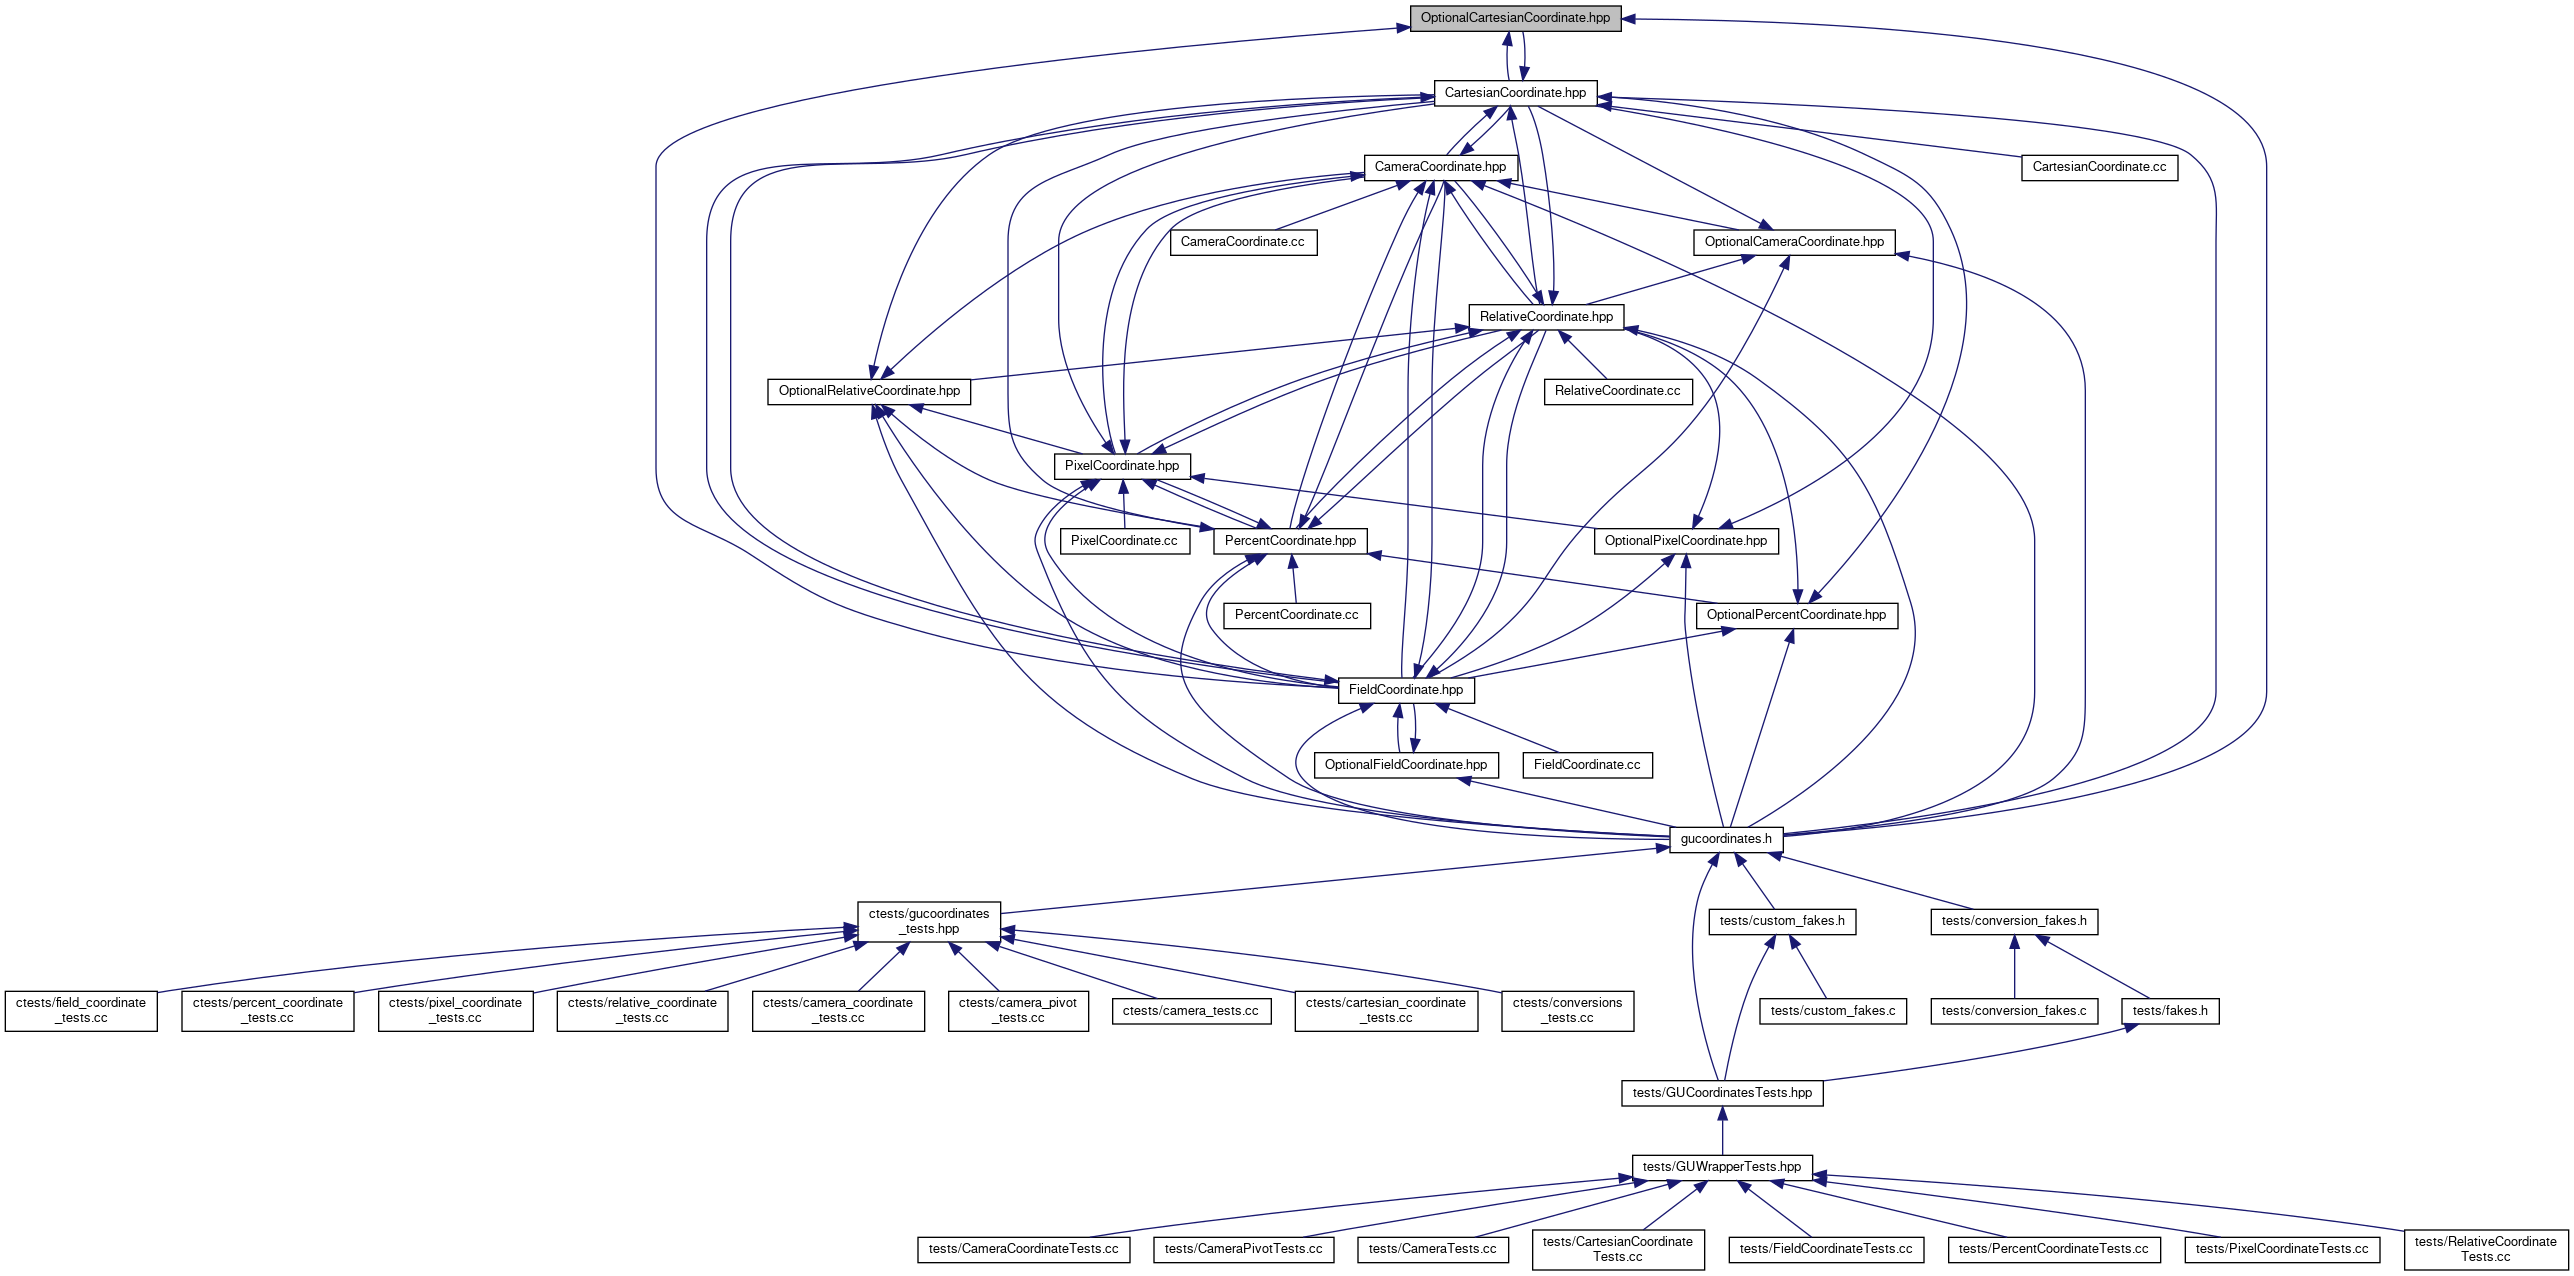 OptionalCartesianCoordinate.hpp
CartesianCoordinate.hpp
CameraCoordinate.hpp
CartesianCoordinate.cc
CameraCoordinate.cc
OptionalCameraCoordinate.hpp
RelativeCoordinate.hpp
OptionalRelativeCoordinate.hpp
RelativeCoordinate.cc
PixelCoordinate.hpp
PixelCoordinate.cc
PercentCoordinate.hpp
OptionalPixelCoordinate.hpp
PercentCoordinate.cc
OptionalPercentCoordinate.hpp
FieldCoordinate.hpp
OptionalFieldCoordinate.hpp
FieldCoordinate.cc
gucoordinates.h
ctests/gucoordinates
_tests.hpp
tests/custom_fakes.h
tests/conversion_fakes.h
ctests/field_coordinate
_tests.cc
ctests/percent_coordinate
_tests.cc
ctests/pixel_coordinate
_tests.cc
ctests/relative_coordinate
_tests.cc
ctests/camera_coordinate
_tests.cc
ctests/camera_pivot
_tests.cc
ctests/camera_tests.cc
ctests/cartesian_coordinate
_tests.cc
ctests/conversions
_tests.cc
tests/custom_fakes.c
tests/conversion_fakes.c
tests/fakes.h
tests/GUCoordinatesTests.hpp
tests/GUWrapperTests.hpp
tests/CameraCoordinateTests.cc
tests/CameraPivotTests.cc
tests/CameraTests.cc
tests/CartesianCoordinate
Tests.cc
tests/FieldCoordinateTests.cc
tests/PercentCoordinateTests.cc
tests/PixelCoordinateTests.cc
tests/RelativeCoordinate
Tests.cc